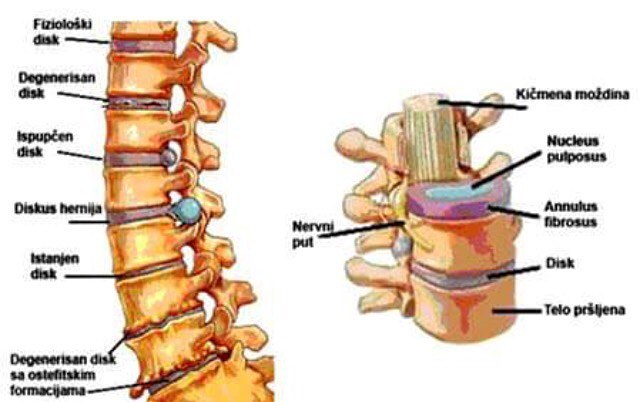 Fiziološki
disk
Degenerisan
disk
Ispupčen
disk
Diskus hernija
Istanjen
disk
Degenerisan disk
sa ostefitskim
formacijama
Kičmena moždina
Nucleus
pulposus
Annulus
fibrosus
Nervni
put
Disk
Telo pršljena